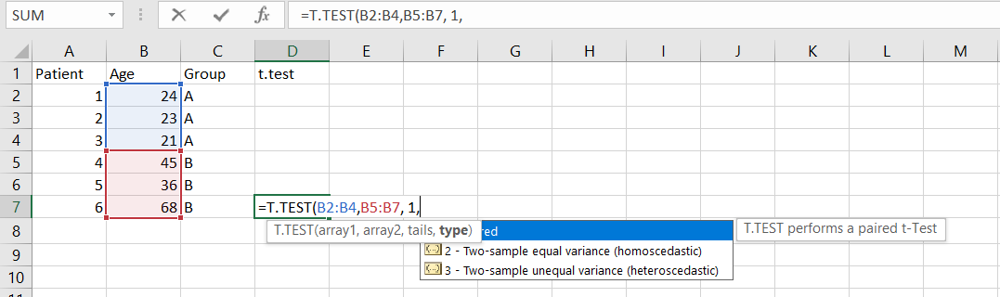 SUM =T.TEST(B2:B4,B5:B7, 1,
A B C D E F G H I J K L M
1 Patient Age Group t.test
2 1 24 A
3 2 23 A
4 3 21 A
5 4 45 B
6 5 36 B
7 6 68 B =T.TEST(B2:B4,B5:B7, 1,
8 T.TEST(array1, array2, tails, type) red T.TEST performs a paired t-Test
9 2 - Two-sample equal variance (homoscedastic)
10 3 - Two-sample unequal variance (heteroscedastic)